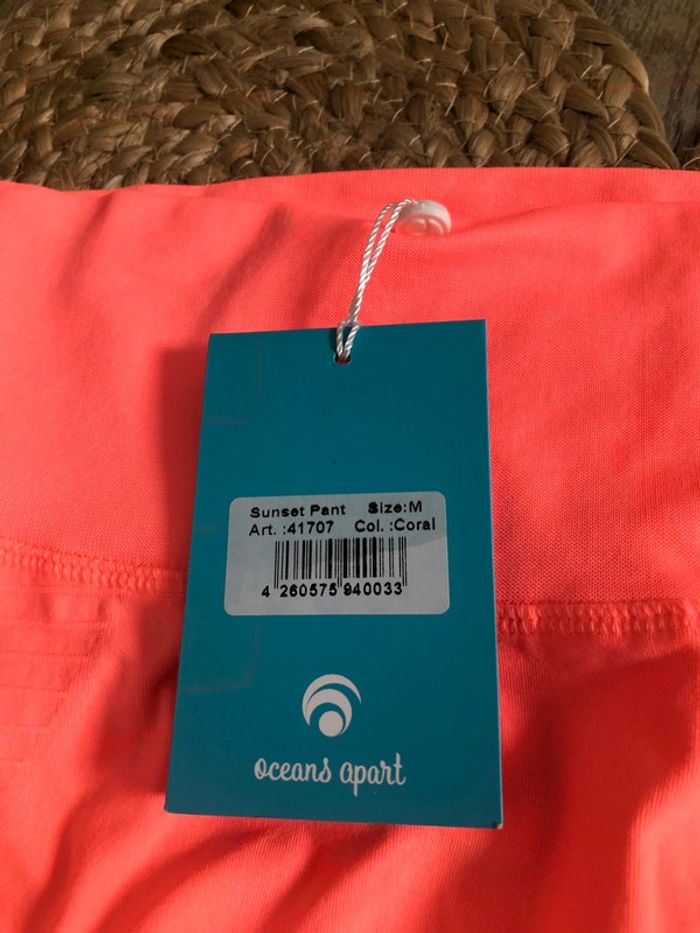 Sunset Pant Size:M
Art. :41707 Col. :Coral
4 260575 940033
oceans apart